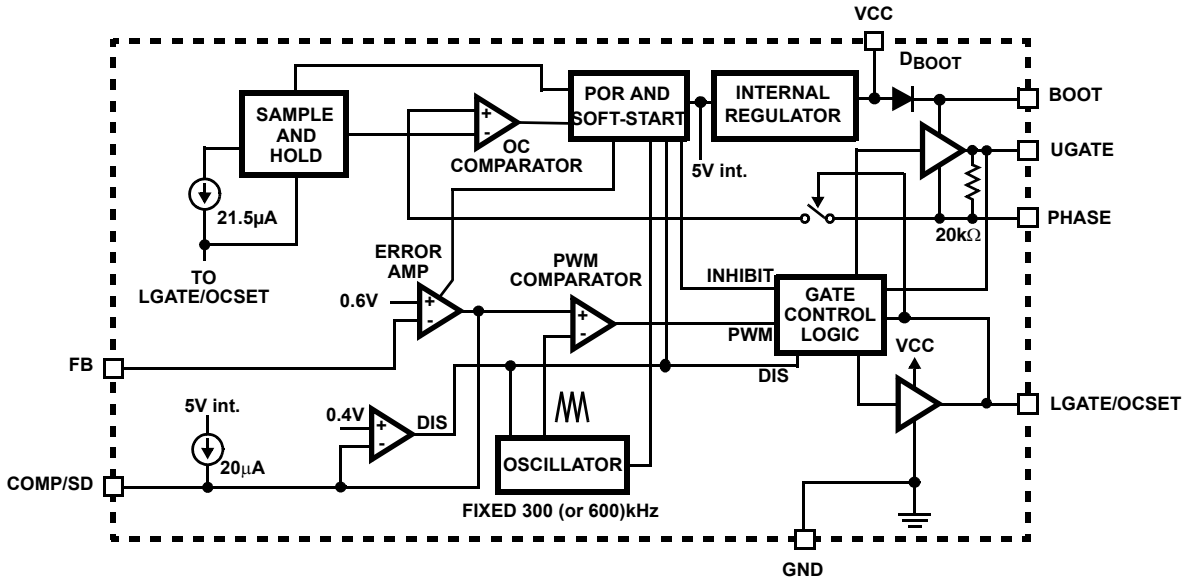 VCC
D_BOOT
BOOT
SAMPLE
AND
HOLD
POR AND
SOFT-START
INTERNAL
REGULATOR
+
-
OC
COMPARATOR
5V int.
UGATE
21.5µA
20kΩ
PHASE
TO
LGATE/OCSET
ERROR
AMP
PWM
COMPARATOR
INHIBIT
GATE
CONTROL
LOGIC
0.6V
+
-
+
-
PWM
VCC
FB
DIS
5V int.
0.4V
+
-
DIS
LGATE/OCSET
20µA
OSCILLATOR
COMP/SD
FIXED 300 (or 600)kHz
GND